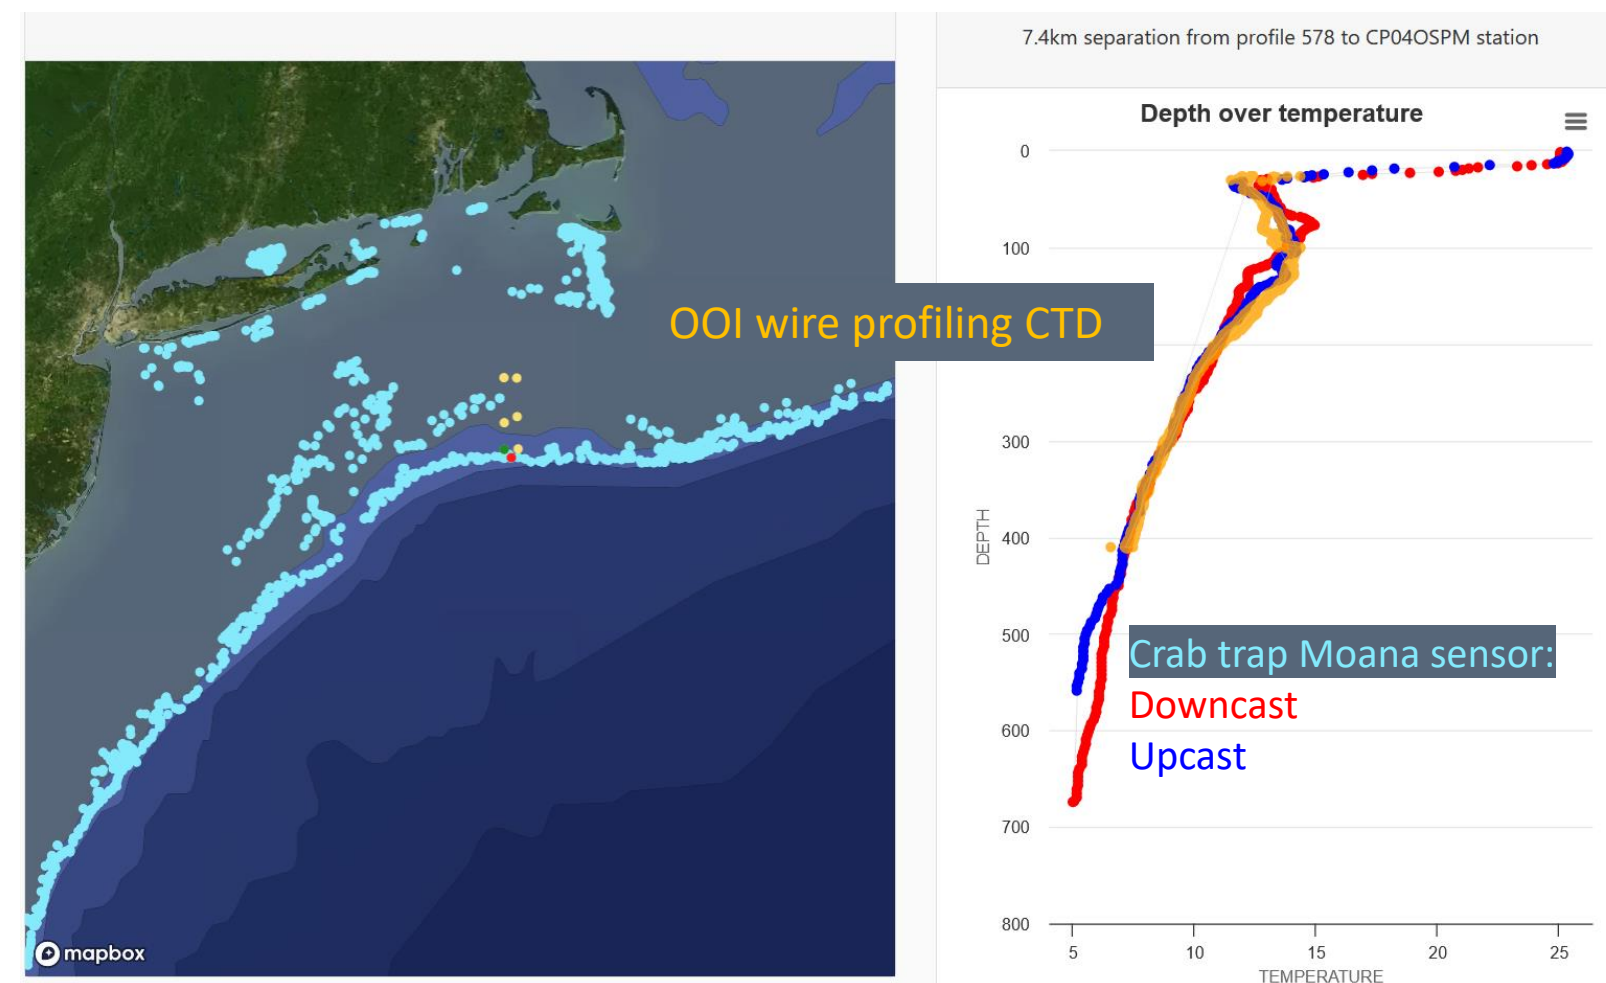 7.4km separation from profile 578 to CP04OSPM station
Depth over temperature
OOI wire profiling CTD
0
100
300
400
500
600
700
800
DEPTH
Crab trap Moana sensor:
Downcast
Upcast
5
10
15
20
25
TEMPERATURE
mapbox